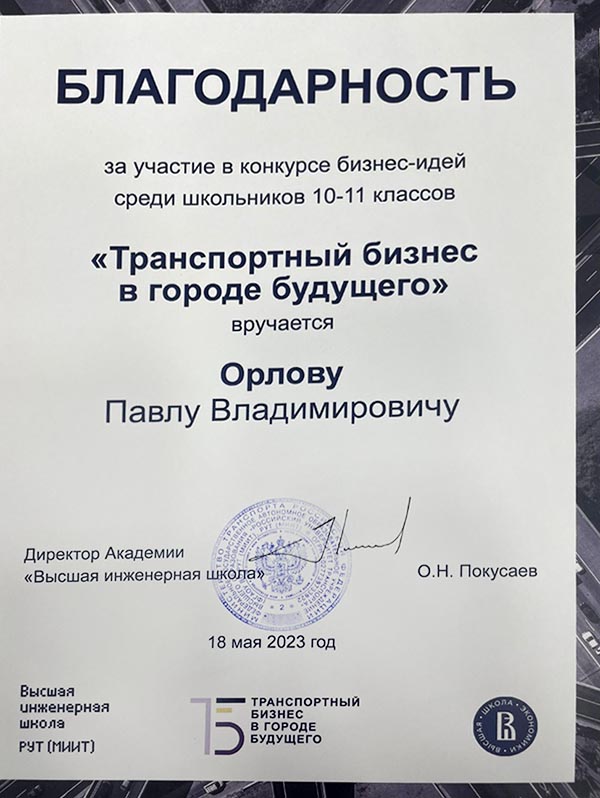 БЛАГОДАРНОСТЬ
за участие в конкурсе бизнес-идей
среди школьников 10-11 классов
«Транспортный бизнес
в городе будущего»
вручается
Орлову
Павлу Владимировичу
Директор Академии
«Высшая инженерная школа»
О.Н. Покусаев
18 мая 2023 год
Высшая
инженерная
школа
РУТ (МИИТ)
ТБ
ТРАНСПОРТНЫЙ
БИЗНЕС
В ГОРОДЕ
БУДУЩЕГО
ВЫСШАЯ ШКОЛА ЭКОНОМИКИ